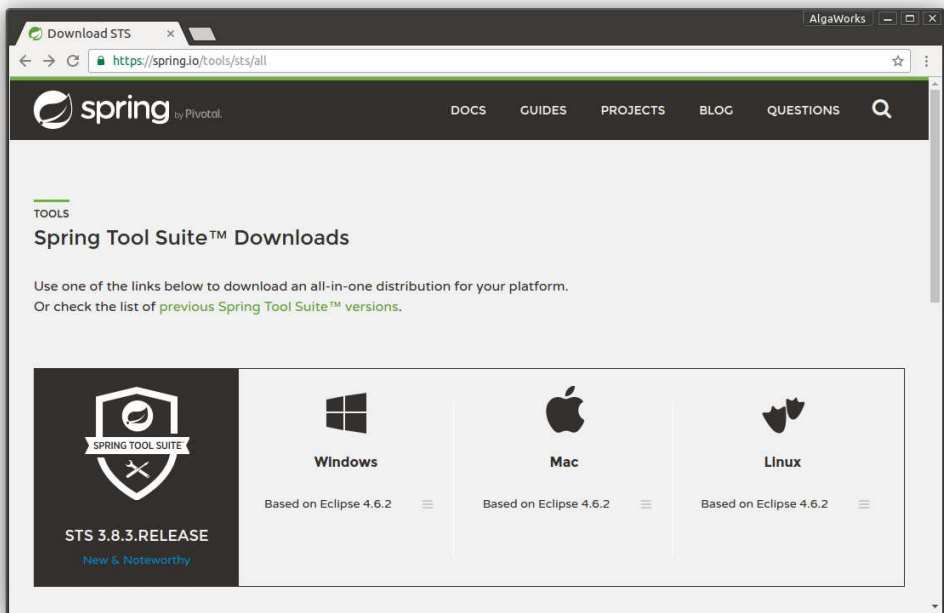 AlgaWorks
Download STS
https://spring.io/tools/sts/all
spring by Pivotal.
DOCS GUIDES PROJECTS BLOG QUESTIONS
TOOLS
Spring Tool Suite™ Downloads
Use one of the links below to download an all-in-one distribution for your platform.
Or check the list of previous Spring Tool Suite™ versions.
SPRING TOOL SUITE
STS 3.8.3.RELEASE
New & Noteworthy
Windows
Based on Eclipse 4.6.2
Mac
Based on Eclipse 4.6.2
Linux
Based on Eclipse 4.6.2